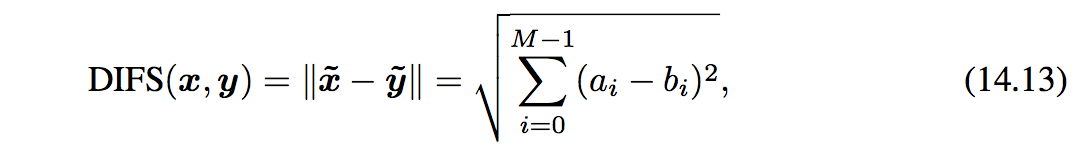 DIFS(𝒙, 𝒚) = ‖𝒙̃ − 𝒚̃‖ = √∑_{i=0}^{M−1} (a_i − b_i)², (14.13)